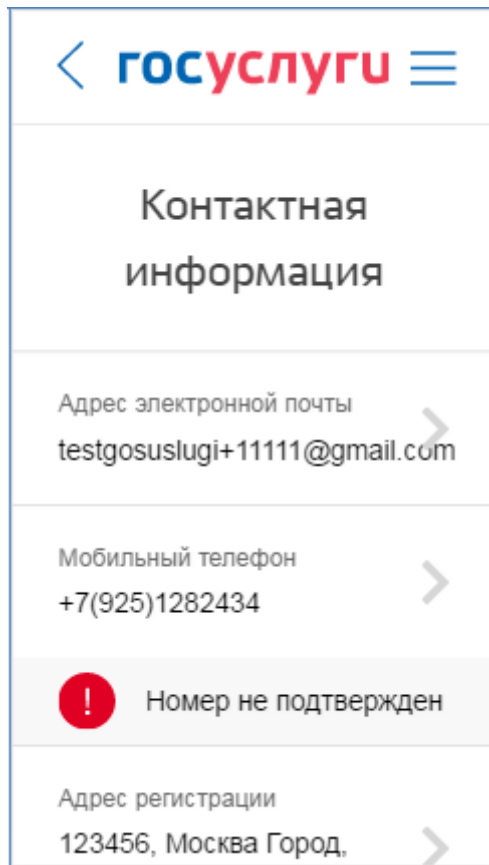 госуслуги
Контактная
информация
Адрес электронной почты
testgosuslugi+11111@gmail.com
Мобильный телефон
+7(925)1282434
! Номер не подтвержден
Адрес регистрации
123456, Москва Город,